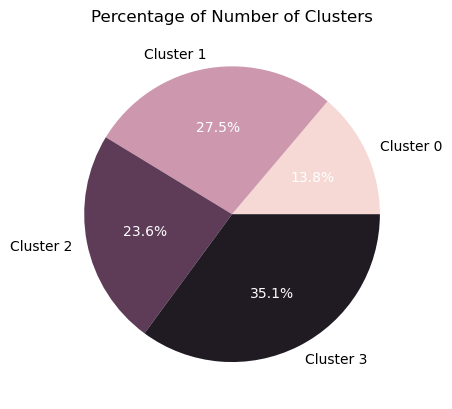 Percentage of Number of Clusters
Cluster 1
27.5%
Cluster 0
13.8%
23.6%
Cluster 2
35.1%
Cluster 3